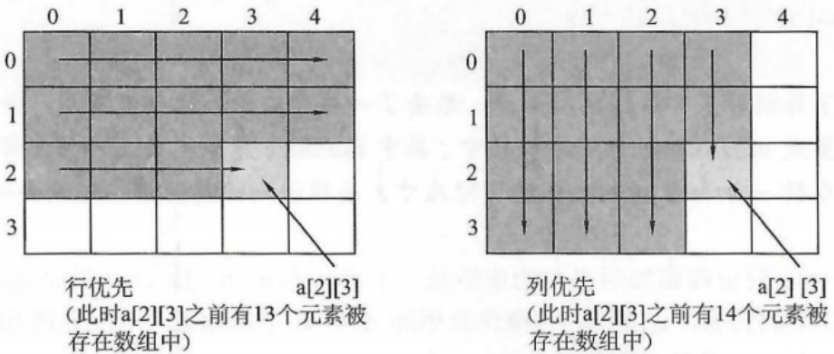 0 1 2 3 4
0
1
2
3
行优先 a[2][3]
(此时a[2][3]之前有13个元素被
存在数组中)
0 1 2 3 4
0
1
2
3
列优先 a[2] [3]
(此时a[2][3]之前有14个元素被
存在数组中)